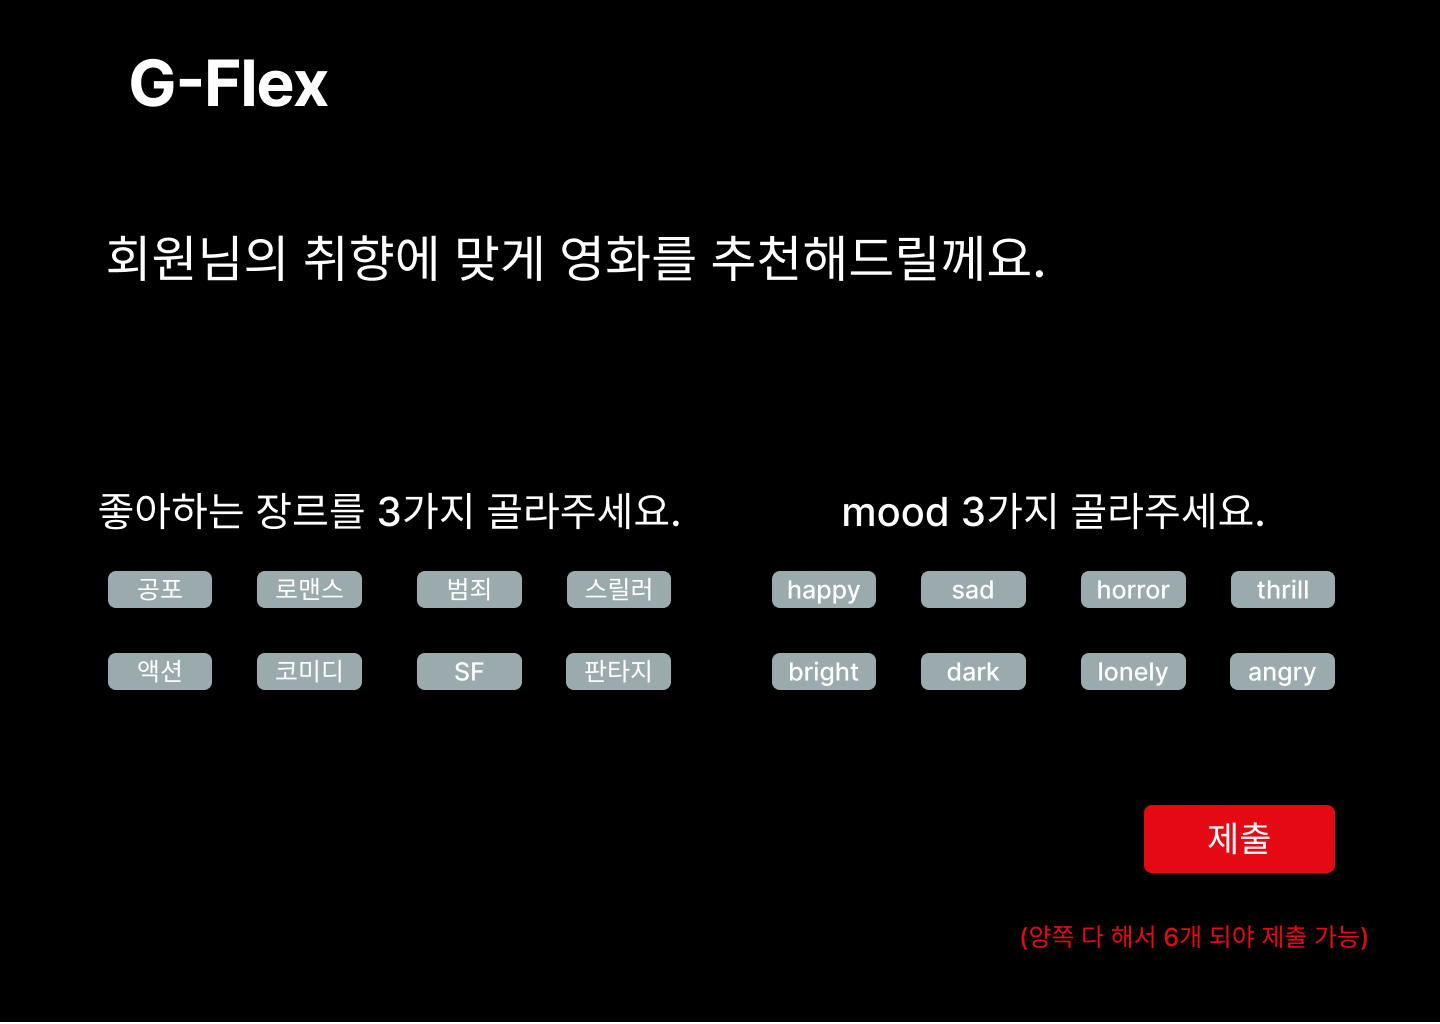 G-Flex
회원님의 취향에 맞게 영화를 추천해드릴께요.
좋아하는 장르를 3가지 골라주세요.
공포 로맨스 범죄 스릴러
액션 코미디 SF 판타지
mood 3가지 골라주세요.
happy sad horror thrill
bright dark lonely angry
제출
(양쪽 다 해서 6개 되야 제출 가능)